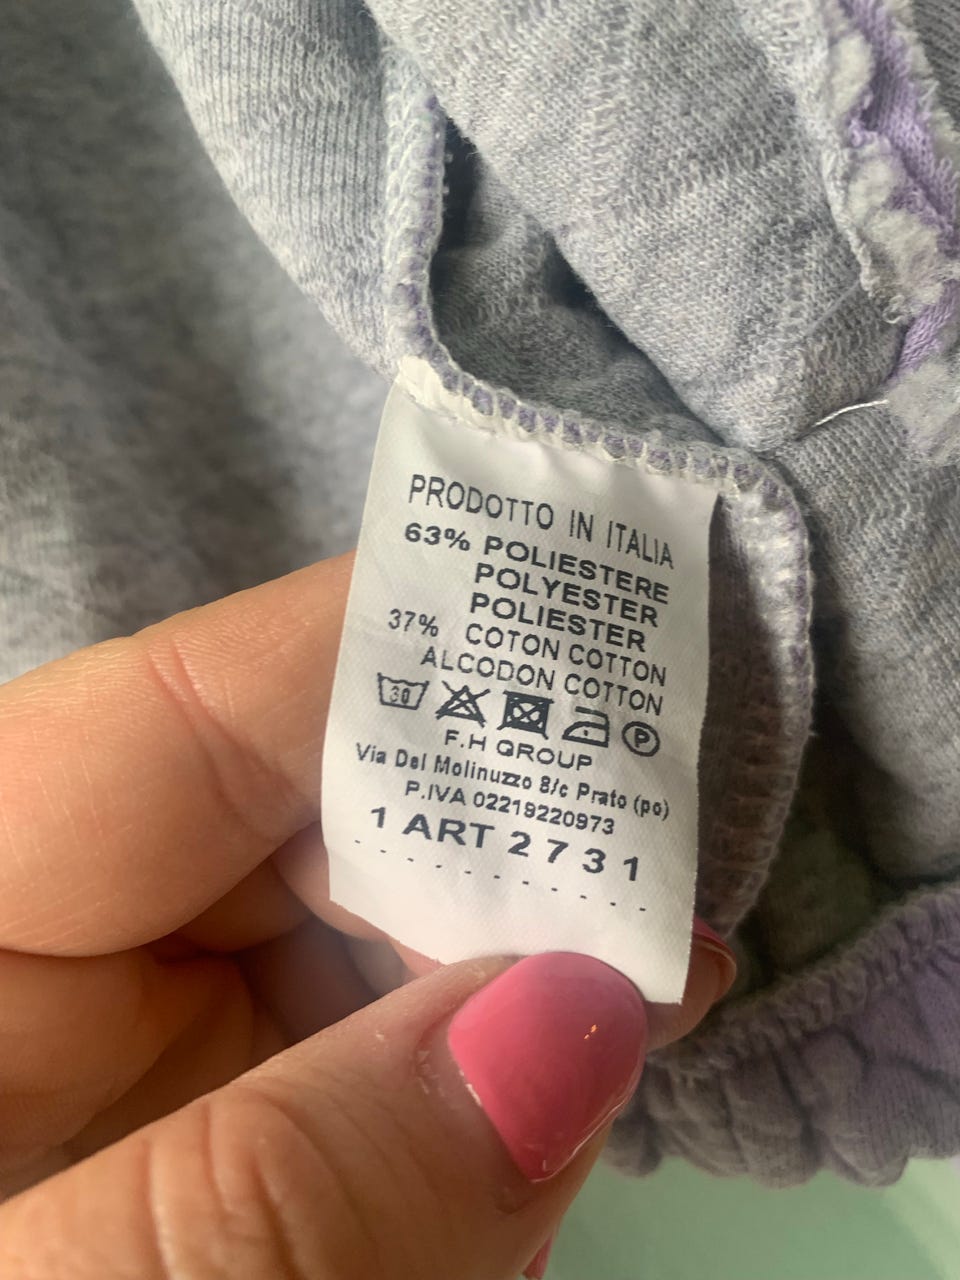 PRODOTTO IN ITALIA
63% POLIESTERE
POLYESTER
POLIESTER
37% COTON COTTON
ALCODON COTTON
30 P
F.H GROUP
Via Del Molinuzzo 8/c Prato (po)
P.IVA 02219220973
1 ART 2731